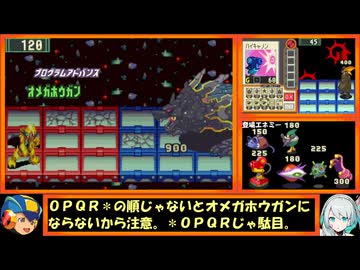 120
プログラムアドバンス
オメガホウガン
900
ハイキャノン
G 60
45
400
登場エネミー 180
150
225
225
180
180
OPQR＊の順じゃないとオメガホウガンに
ならないから注意。＊OPQRじゃ駄目。